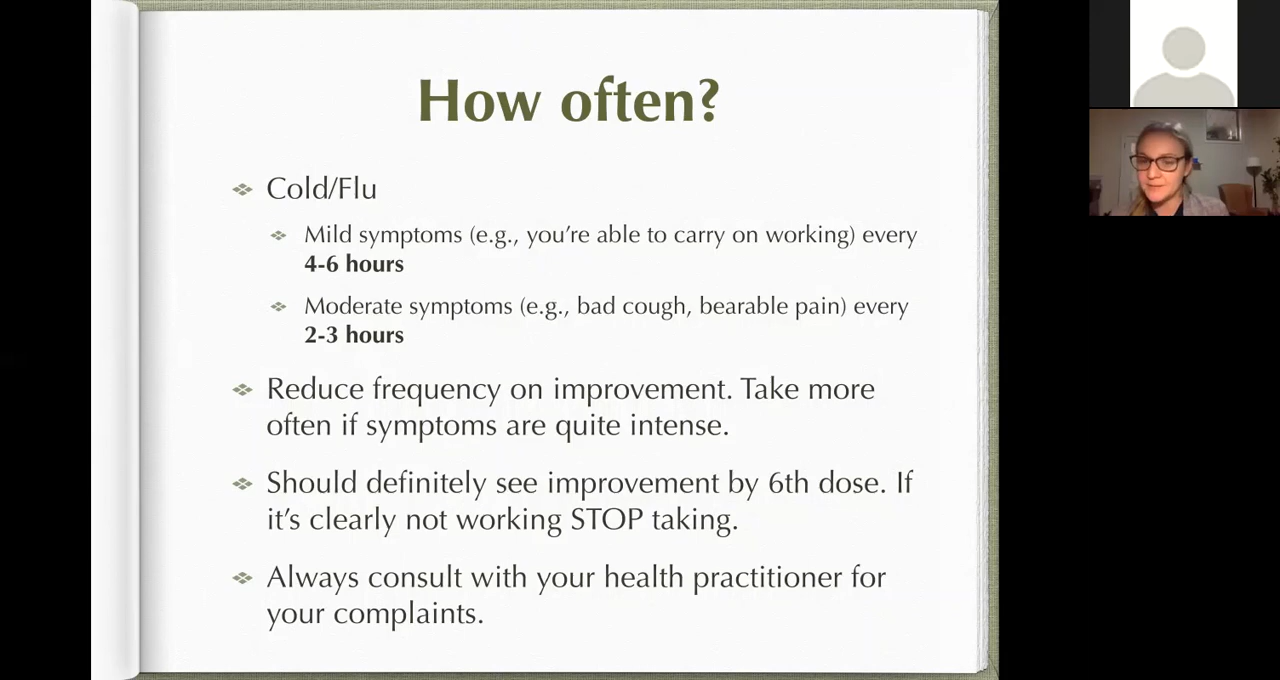 How often?
Cold/Flu
Mild symptoms (e.g., you’re able to carry on working) every
4-6 hours
Moderate symptoms (e.g., bad cough, bearable pain) every
2-3 hours
Reduce frequency on improvement. Take more
often if symptoms are quite intense.
Should definitely see improvement by 6th dose. If
it’s clearly not working STOP taking.
Always consult with your health practitioner for
your complaints.